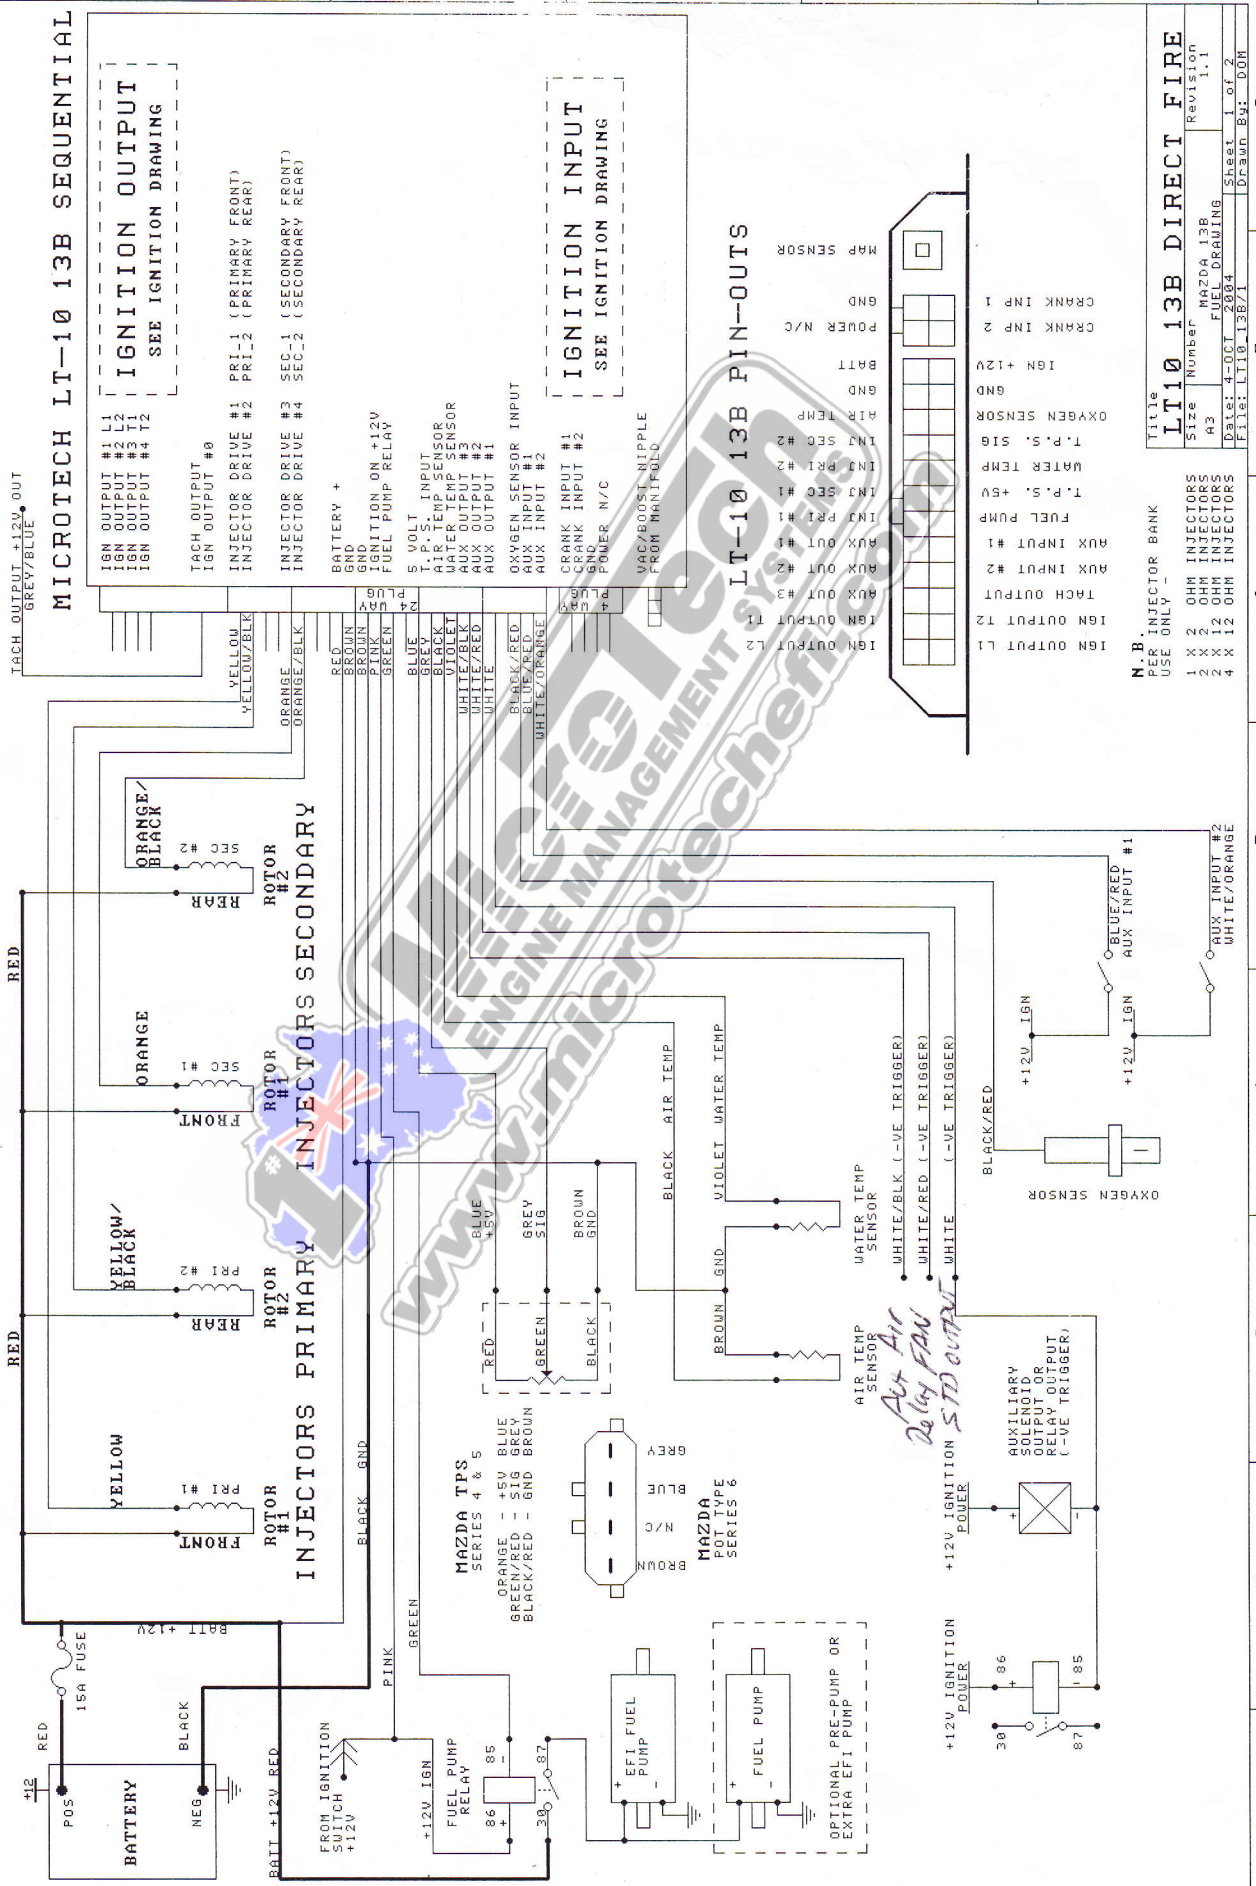 MICROTECH LT-10 13B SEQUENTIAL
TACH OUTPUT +12V OUT
GREY/BLUE
IGNITION OUTPUT
SEE IGNITION DRAWING
IGN OUTPUT #1 L1
IGN OUTPUT #2 L2
IGN OUTPUT #3 T1
IGN OUTPUT #4 T2
TACH OUTPUT
IGN OUTPUT #0
INJECTOR DRIVE #1 PRI_1 (PRIMARY FRONT)
INJECTOR DRIVE #2 PRI_2 (PRIMARY REAR)
INJECTOR DRIVE #3 SEC_1 (SECONDARY FRONT)
INJECTOR DRIVE #4 SEC_2 (SECONDARY REAR)
BATTERY +
GND
GND
IGNITION ON +12V
FUEL PUMP RELAY
5 VOLT
T.P.S. INPUT
AIR TEMP SENSOR
WATER TEMP SENSOR
AUX OUTPUT #3
AUX OUTPUT #2
AUX OUTPUT #1
OXYGEN SENSOR INPUT
AUX INPUT #1
AUX INPUT #2
CRANK INPUT #1
CRANK INPUT #2
GND
POWER N/C
VAC/BOOST NIPPLE
FROM MANIFOLD
IGNITION INPUT
SEE IGNITION DRAWING
24 WAY
PLUG
4 WAY
PLUG
YELLOW
YELLOW/BLK
ORANGE
ORANGE/BLK
RED
BROWN
BROWN
PINK
GREEN
BLUE
GREY
BLACK
VIOLET
WHITE/BLK
WHITE/RED
WHITE
BLACK/RED
BLUE/RED
WHITE/ORANGE
RED
RED
YELLOW
PRI #1
FRONT
ROTOR
#1
YELLOW/
BLACK
PRI #2
REAR
ROTOR
#2
INJECTORS PRIMARY
ORANGE
SEC #1
FRONT
ROTOR
#1
ORANGE/
BLACK
SEC #2
REAR
ROTOR
#2
INJECTORS SECONDARY
+12
RED
POS
BATTERY
NEG
BLACK
15A FUSE
BATT +12V
BATT +12V RED
BLACK GND
FROM IGNITION
SWITCH
+12V
PINK
GREEN
+12V IGN
FUEL PUMP
RELAY
86
+
85
-
30
87
+
EFI FUEL
PUMP
-
+
FUEL PUMP
-
OPTIONAL PRE-PUMP OR
EXTRA EFI PUMP
MAZDA TPS
SERIES 4 & 5
ORANGE - +5V BLUE
GREEN/RED - SIG GREY
BLACK/RED - GND BROWN
BROWN
N/C
BLUE
GREY
MAZDA
POT TYPE
SERIES 6
RED
GREEN
BLACK
BLUE
+5V
GREY
SIG
BROWN
GND
BLACK AIR TEMP
VIOLET WATER TEMP
BROWN GND
AIR TEMP
SENSOR
WATER TEMP
SENSOR
WHITE/BLK (-VE TRIGGER)
WHITE/RED (-VE TRIGGER)
WHITE (-VE TRIGGER)
Aux Air
Delay FAN
STD OUTPUT
+12V IGNITION
POWER
30
86
+
-
85
87
+12V IGNITION
POWER
+
-
AUXILIARY
SOLENOID
OUTPUT OR
RELAY OUTPUT
(-VE TRIGGER)
BLACK/RED
OXYGEN SENSOR
+12V IGN
BLUE/RED
AUX INPUT #1
+12V IGN
AUX INPUT #2
WHITE/ORANGE
LT-10 13B PIN-OUTS
IGN OUTPUT L2
IGN OUTPUT T1
AUX OUT #3
AUX OUT #2
AUX OUT #1
INJ PRI #1
INJ SEC #1
INJ PRI #2
INJ SEC #2
AIR TEMP
GND
BATT
POWER N/C
GND
MAP SENSOR
IGN OUTPUT L1
IGN OUTPUT T2
TACH OUTPUT
AUX INPUT #2
AUX INPUT #1
FUEL PUMP
T.P.S. +5V
WATER TEMP
T.P.S. SIG
OXYGEN SENSOR
GND
IGN +12V
CRANK INP 2
CRANK INP 1
N.B.
PER INJECTOR BANK
USE ONLY -
1 X 2 OHM INJECTORS
2 X 2 OHM INJECTORS
2 X 12 OHM INJECTORS
4 X 12 OHM INJECTORS
Title
LT10 13B DIRECT FIRE
Size
A3
Number
MAZDA 13B
FUEL DRAWING
Revision
1.1
Date: 4-OCT 2004
Sheet 1 of 2
File: LT10_13B/1
Drawn By: DOM
#1
MicroTech
ENGINE MANAGEMENT SYSTEMS
www.microtechefi.com